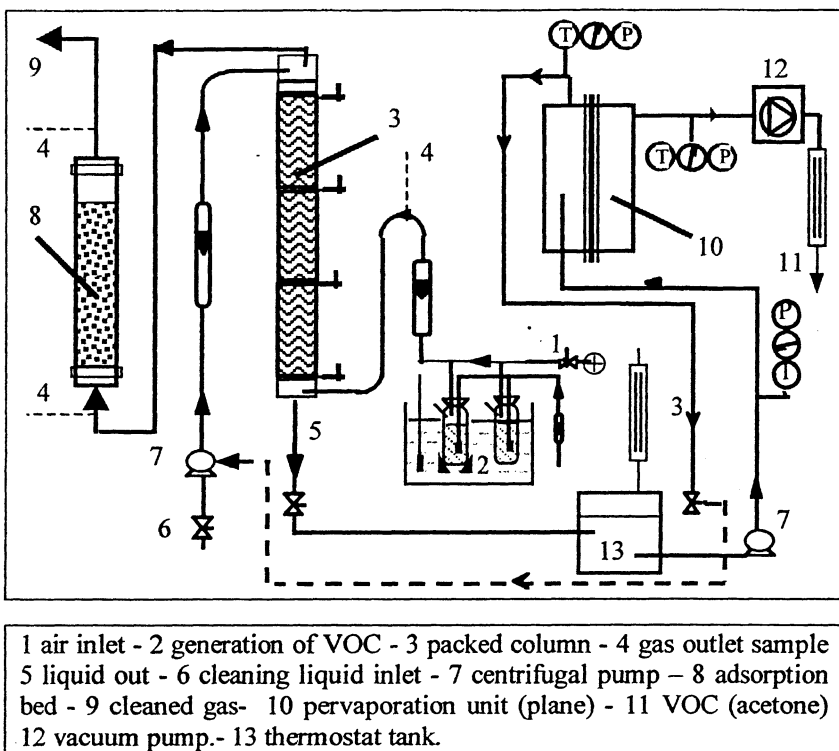 9
4
8
4
7
6
3
4
5
1
2
T P
12
T P
10
11
P
T
3
7
13
1 air inlet - 2 generation of VOC - 3 packed column - 4 gas outlet sample
5 liquid out - 6 cleaning liquid inlet - 7 centrifugal pump – 8 adsorption
bed - 9 cleaned gas- 10 pervaporation unit (plane) - 11 VOC (acetone)
12 vacuum pump.- 13 thermostat tank.